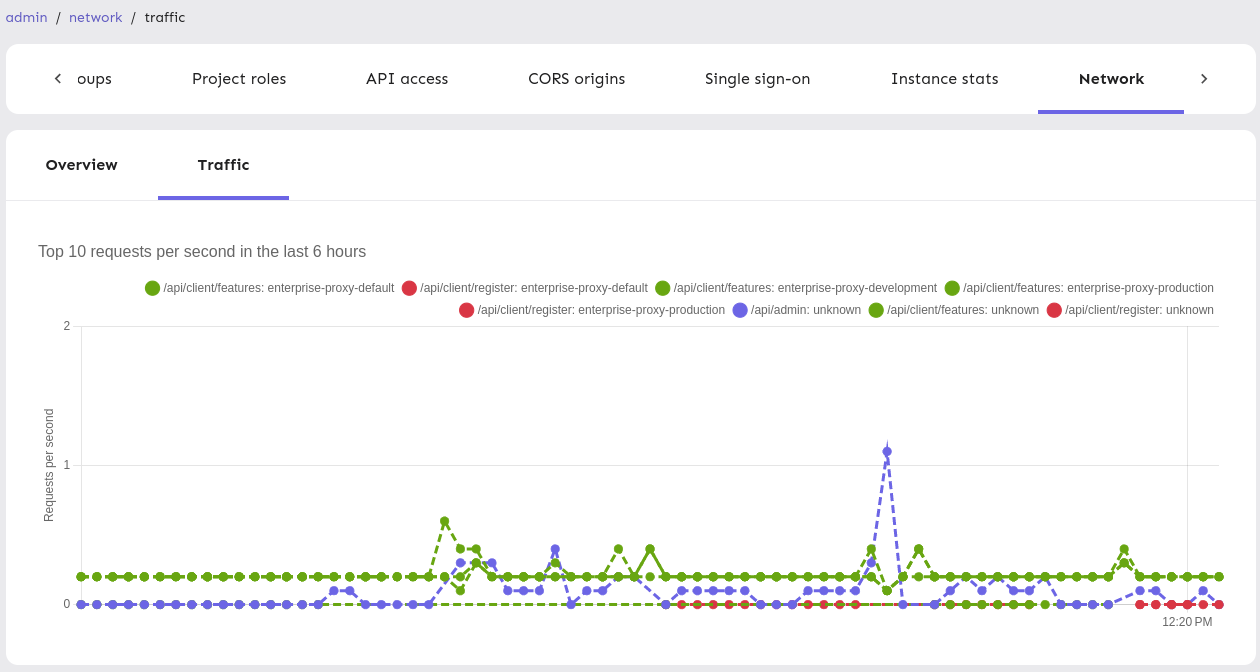 admin / network / traffic
oups Project roles API access CORS origins Single sign-on Instance stats Network
Overview Traffic
Top 10 requests per second in the last 6 hours
/api/client/features: enterprise-proxy-default /api/client/register: enterprise-proxy-default /api/client/features: enterprise-proxy-development /api/client/features: enterprise-proxy-production
/api/client/register: enterprise-proxy-production /api/admin: unknown /api/client/features: unknown /api/client/register: unknown
2
Requests per second
1
0
12:20 PM